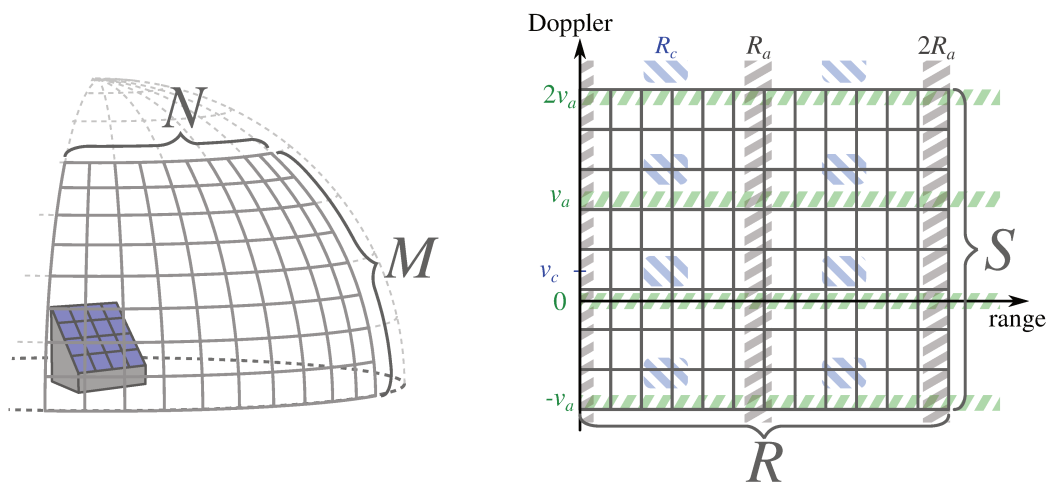 N
M
Doppler
R_c
R_a
2R_a
2v_a
v_a
v_c
0
-v_a
S
range
R